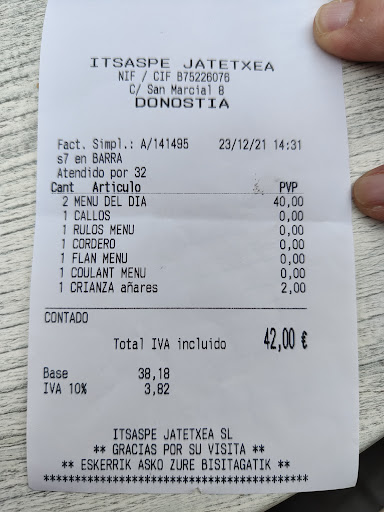 ITSASPE JATETXEA
NIF / CIF B75226076
C/ San Marcial 8
DONOSTIA
Fact. Simpl.: A/141495 23/12/21 14:31
s7 en BARRA
Atendido por 32
Cant Articulo PVP
2 MENU DEL DIA 40,00
1 CALLOS 0,00
1 RULOS MENU 0,00
1 CORDERO 0,00
1 FLAN MENU 0,00
1 COULANT MENU 0,00
1 CRIANZA añares 2,00
CONTADO
Total IVA incluido 42,00 €
Base 38,18
IVA 10% 3,82
ITSASPE JATETXEA SL
** GRACIAS POR SU VISITA **
** ESKERRIK ASKO ZURE BISITAGATIK **
****************************************